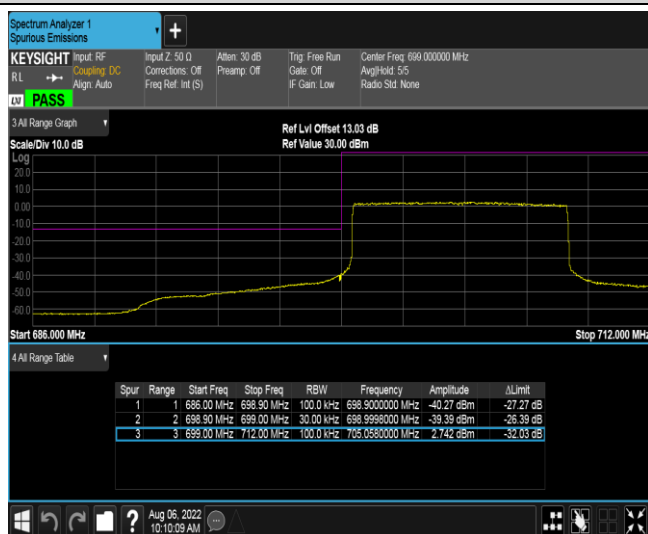 Spectrum Analyzer 1
Spurious Emissions
+
KEYSIGHT Input: RF Input Z: 50 Ω Atten: 30 dB Trig: Free Run Center Freq: 699.000000 MHz
RL Coupling: DC Corrections: Off Preamp: Off Gate: Off Avg|Hold: 5/5
Align: Auto Freq Ref: Int (S) IF Gain: Low Radio Std: None
LXI PASS
3 All Range Graph
Ref Lvl Offset 13.03 dB
Scale/Div 10.0 dB Ref Value 30.00 dBm
Log
20.0
10.0
0.00
-10.0
-20.0
-30.0
-40.0
-50.0
-60.0
Start 686.000 MHz Stop 712.000 MHz
4 All Range Table
Spur Range Start Freq Stop Freq RBW Frequency Amplitude ΔLimit
1 1 686.00 MHz 698.90 MHz 100.0 kHz 698.9000000 MHz -40.27 dBm -27.27 dB
2 2 698.90 MHz 699.00 MHz 30.00 kHz 698.9998000 MHz -39.39 dBm -26.39 dB
3 3 699.00 MHz 712.00 MHz 100.0 kHz 705.0580000 MHz 2.742 dBm -32.03 dB
? Aug 06, 2022
10:10:09 AM